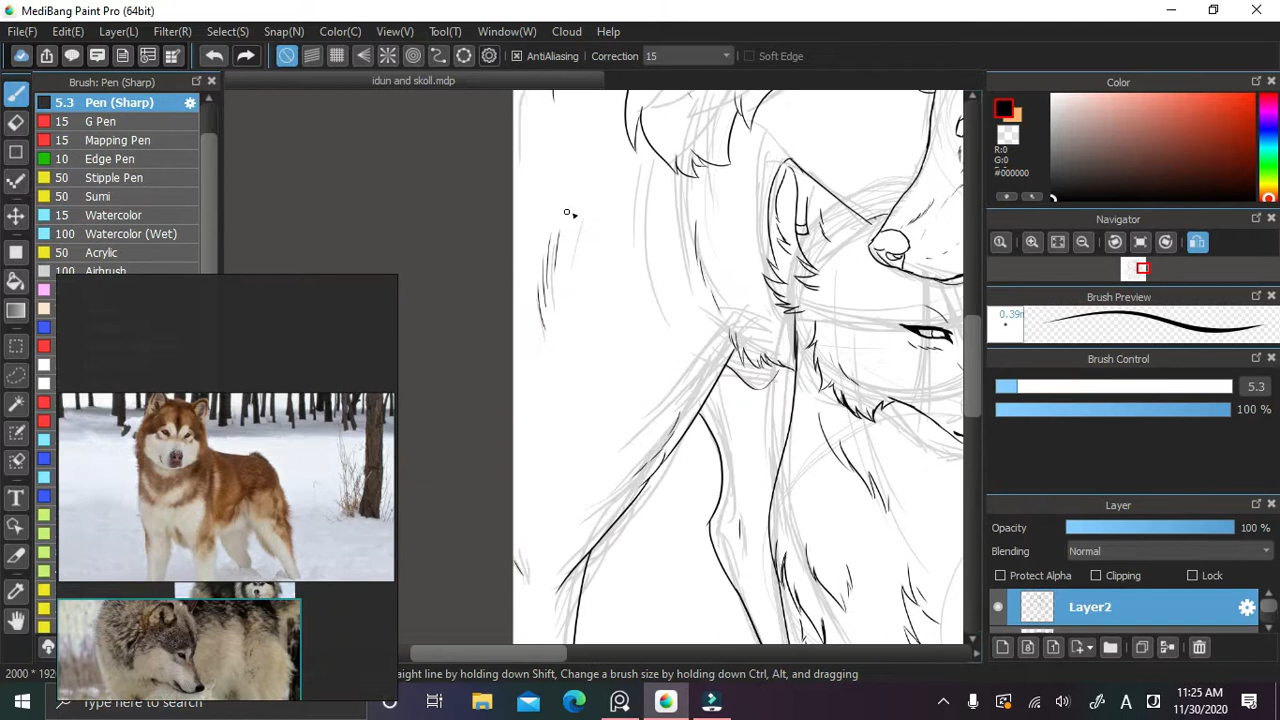 MediBang Paint Pro (64bit)
File(F) Edit(E) Layer(L) Filter(R) Select(S) Snap(N) Color(C) View(V) Tool(T) Window(W) Cloud Help
AntiAliasing Correction 15 Soft Edge
Brush: Pen (Sharp)
idun and skoll.mdp
5.3 Pen (Sharp)
15 G Pen
15 Mapping Pen
10 Edge Pen
50 Stipple Pen
50 Sumi
15 Watercolor
100 Watercolor (Wet)
50 Acrylic
100 Airbrush
Color
R:0
G:0
B:0
#000000
Navigator
Brush Preview
Brush Control
5.3
100 %
Layer
Opacity 100 %
Blending Normal
Protect Alpha Clipping Lock
Layer2
aight line by holding down Shift, Change a brush size by holding down Ctrl, Alt, and dragging
Type here to search
11:25 AM
11/30/2020